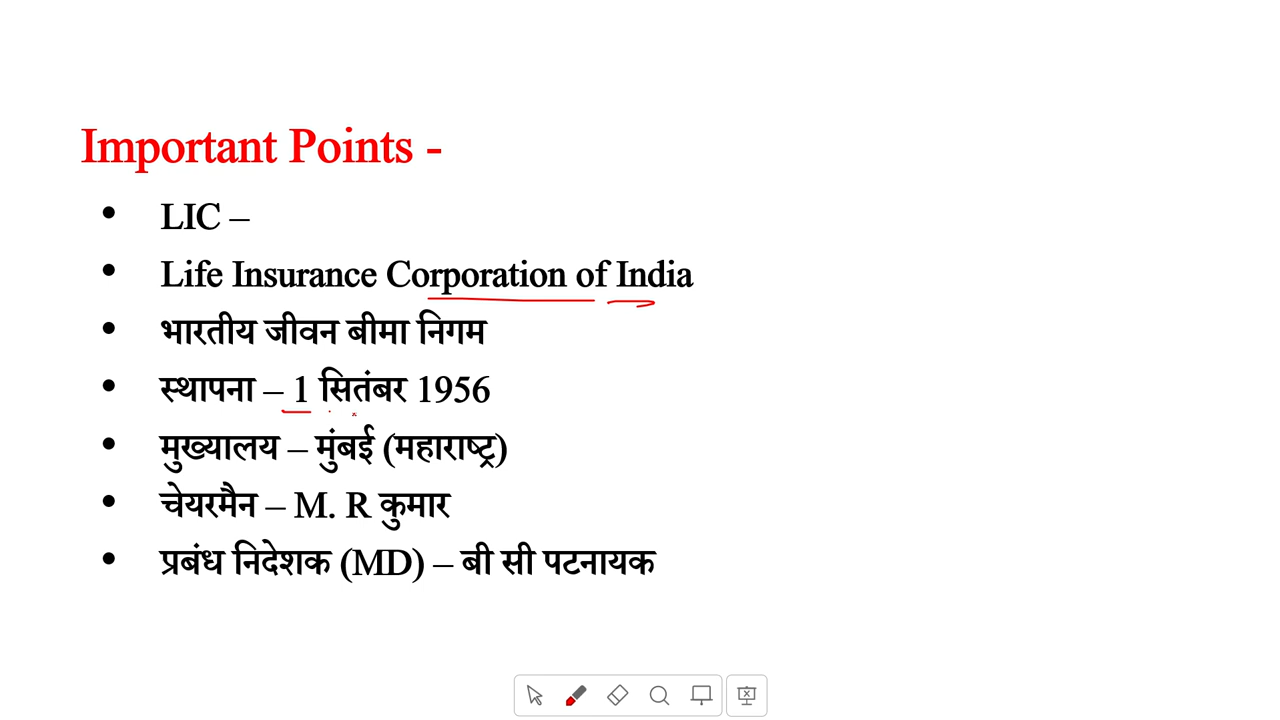 Important Points -
• LIC –
• Life Insurance Corporation of India
• भारतीय जीवन बीमा निगम
• स्थापना – 1 सितंबर 1956
• मुख्यालय – मुंबई (महाराष्ट्र)
• चेयरमैन – M. R कुमार
• प्रबंध निदेशक (MD) – बी सी पटनायक